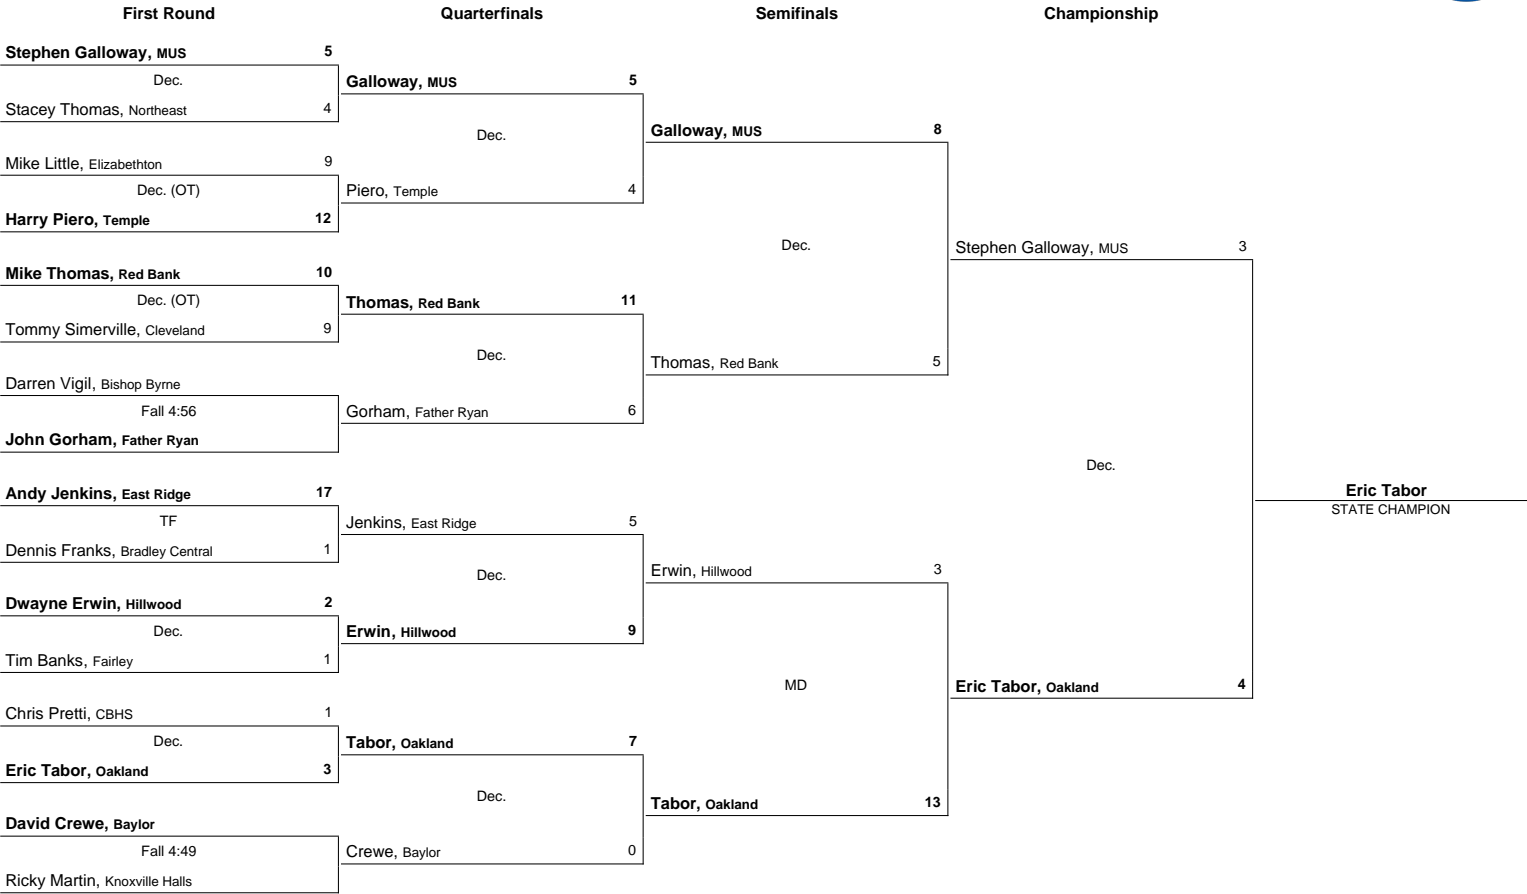 First Round Quarterfinals Semifinals Championship
Stephen Galloway, MUS 5
Dec.
Stacey Thomas, Northeast 4
Mike Little, Elizabethton 9
Dec. (OT)
Harry Piero, Temple 12
Mike Thomas, Red Bank 10
Dec. (OT)
Tommy Simerville, Cleveland 9
Darren Vigil, Bishop Byrne
Fall 4:56
John Gorham, Father Ryan
Andy Jenkins, East Ridge 17
TF
Dennis Franks, Bradley Central 1
Dwayne Erwin, Hillwood 2
Dec.
Tim Banks, Fairley 1
Chris Pretti, CBHS 1
Dec.
Eric Tabor, Oakland 3
David Crewe, Baylor
Fall 4:49
Ricky Martin, Knoxville Halls
Galloway, MUS 5
Dec.
Piero, Temple 4
Thomas, Red Bank 11
Dec.
Gorham, Father Ryan 6
Jenkins, East Ridge 5
Dec.
Erwin, Hillwood 9
Tabor, Oakland 7
Dec.
Crewe, Baylor 0
Galloway, MUS 8
Dec.
Thomas, Red Bank 5
Erwin, Hillwood 3
MD
Tabor, Oakland 13
Stephen Galloway, MUS 3
Dec.
Eric Tabor, Oakland 4
Eric Tabor
STATE CHAMPION